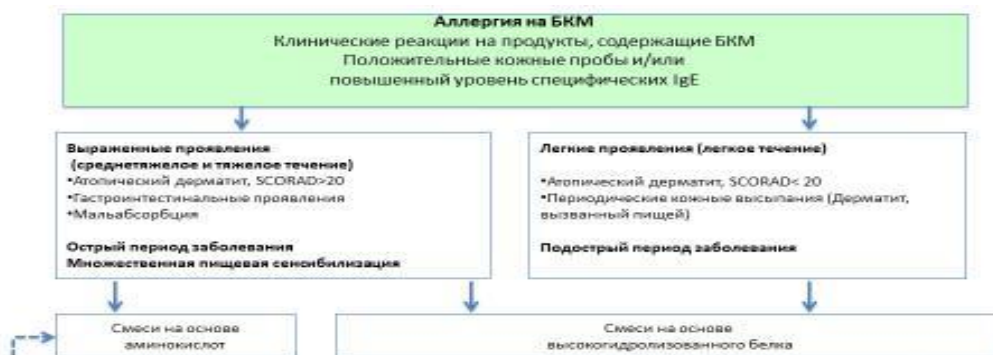 Аллергия на БКМ
Клинические реакции на продукты, содержащие БКМ
Положительные кожные пробы и/или
повышенный уровень специфических IgE
Выраженные проявления
(среднетяжелое и тяжелое течение)
•Атопический дерматит, SCORAD>20
•Гастроинтестинальные проявления
•Мальабсорбция
Острый период заболевания
Множественная пищевая сенсибилизация
Легкие проявления (легкое течение)
•Атопический дерматит, SCORAD< 20
•Периодические кожные высыпания (Дерматит,
вызванный пищей)
Подострый период заболевания
Смеси на основе
аминокислот
Смеси на основе
высокогидролизованного белка